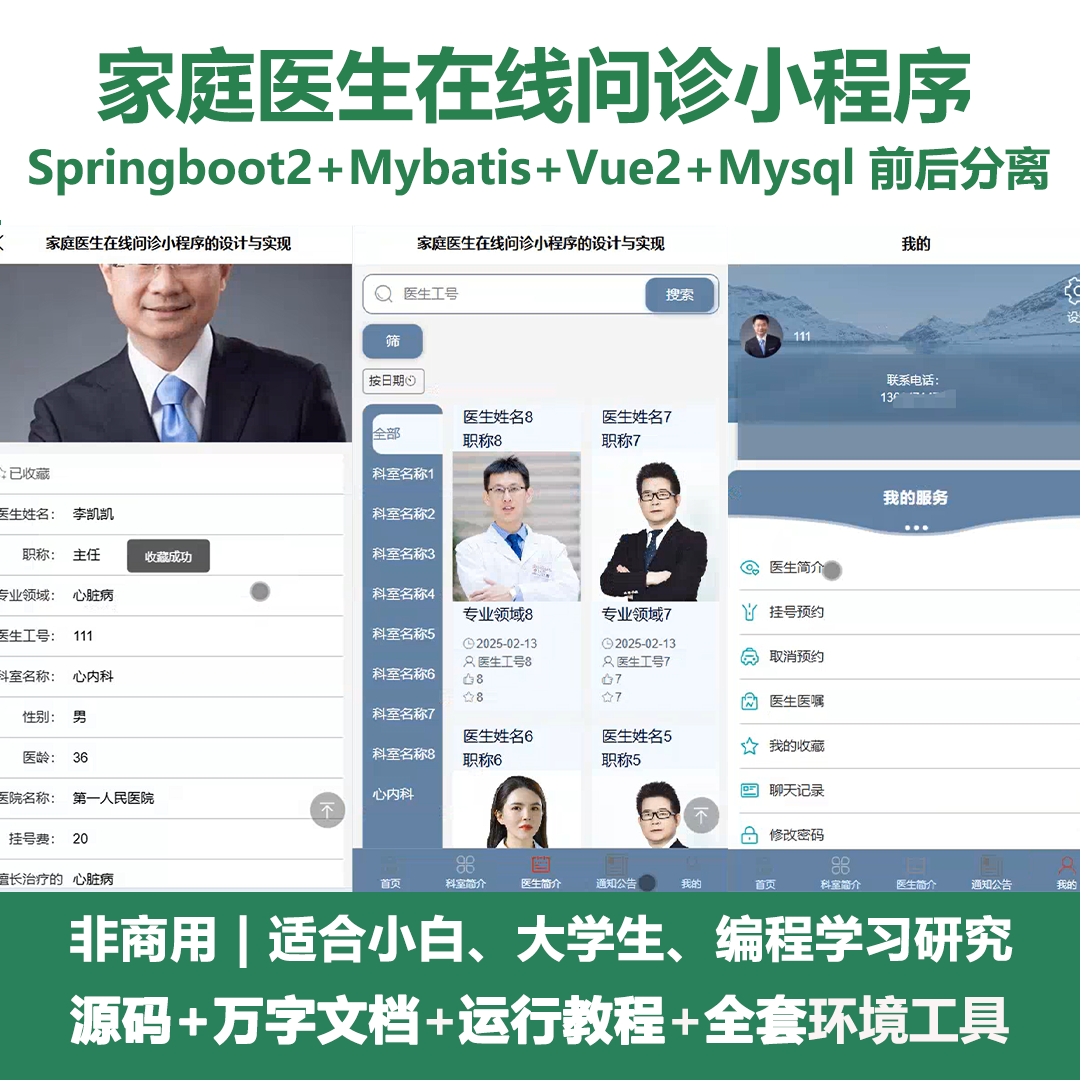 家庭医生在线问诊小程序
Springboot2+Mybatis+Vue2+Mysql 前后分离
家庭医生在线问诊小程序的设计与实现
已收藏
医生姓名： 李凯凯
职称： 主任
收藏成功
专业领域： 心脏病
医生工号： 111
科室名称： 心内科
性别： 男
医龄： 36
医院名称： 第一人民医院
挂号费： 20
擅长治疗的 心脏病
家庭医生在线问诊小程序的设计与实现
医生工号
搜索
筛
按日期
全部
科室名称1
科室名称2
科室名称3
科室名称4
科室名称5
科室名称6
科室名称7
科室名称8
心内科
医生姓名8
职称8
专业领域8
2025-02-13
医生工号8
8
8
医生姓名7
职称7
专业领域7
2025-02-13
医生工号7
7
7
医生姓名6
职称6
医生姓名5
职称5
首页 科室简介 医生简介 通知公告 我的
我的
设
111
联系电话：
我的服务
医生简介
挂号预约
取消预约
医生医嘱
我的收藏
聊天记录
修改密码
首页 科室简介 医生简介 通知公告 我的
非商用 | 适合小白、大学生、编程学习研究
源码+万字文档+运行教程+全套环境工具